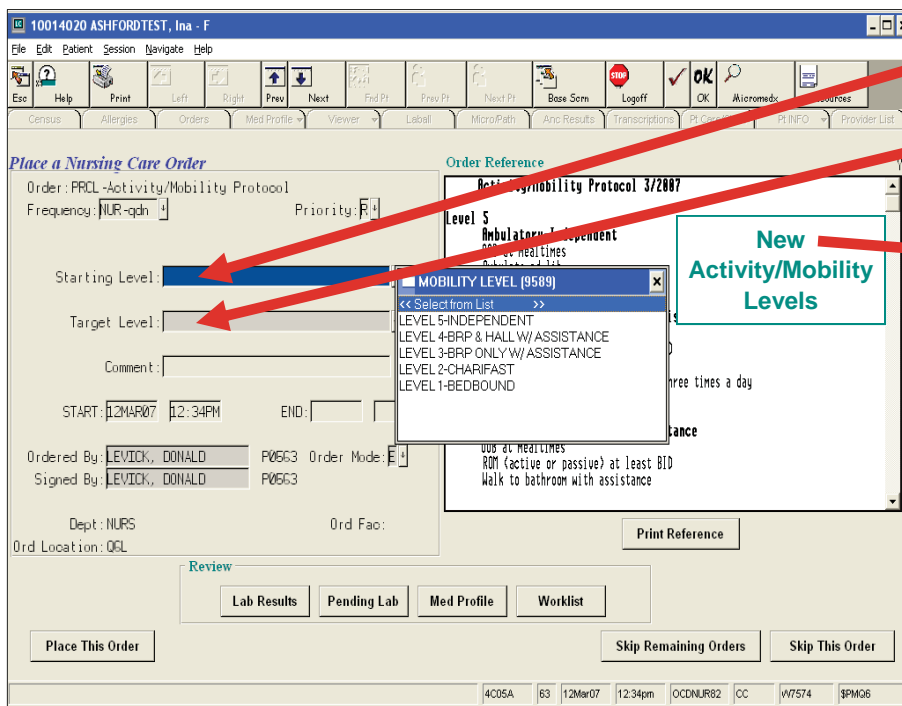 10014020 ASHFORDTEST, Ina - F
File Edit Patient Session Navigate Help
Esc Help Print Left Right Prev Next Fnd Pt Prev Pt Next Pt Base Scrn Logoff OK OK Micromedx
STOP
Census Allergies Orders Med Profile Viewer Laball Micro/Path Anc Results Transcriptions Pt INFO Provider List
Place a Nursing Care Order
Order: PRCL-Activity/Mobility Protocol
Frequency: NUR-qdn Priority: R
Starting Level:
Target Level:
Comment:
START: 12MAR07 12:34PM END:
Ordered By: LEVICK, DONALD P0563 Order Mode: E
Signed By: LEVICK, DONALD P0563
Dept: NURS Ord Fac:
Ord Location: Q6L
Order Reference
Activity/Mobility Protocol 3/2007
Level 5
Ambulatory Independent
OOB at Mealtimes
New
Activity/Mobility
Levels
MOBILITY LEVEL (9589)
<< Select from List >>
LEVEL 5-INDEPENDENT
LEVEL 4-BRP & HALL W/ ASSISTANCE
LEVEL 3-BRP ONLY W/ ASSISTANCE
LEVEL 2-CHARIFAST
LEVEL 1-BEDBOUND
three times a day
OOB at Mealtimes
ROM (active or passive) at least BID
Walk to bathroom with assistance
Print Reference
Review
Lab Results Pending Lab Med Profile Worklist
Place This Order Skip Remaining Orders Skip This Order
4C05A 63 12Mar07 12:34pm OCDNUR82 CC W7574 $PMQ6